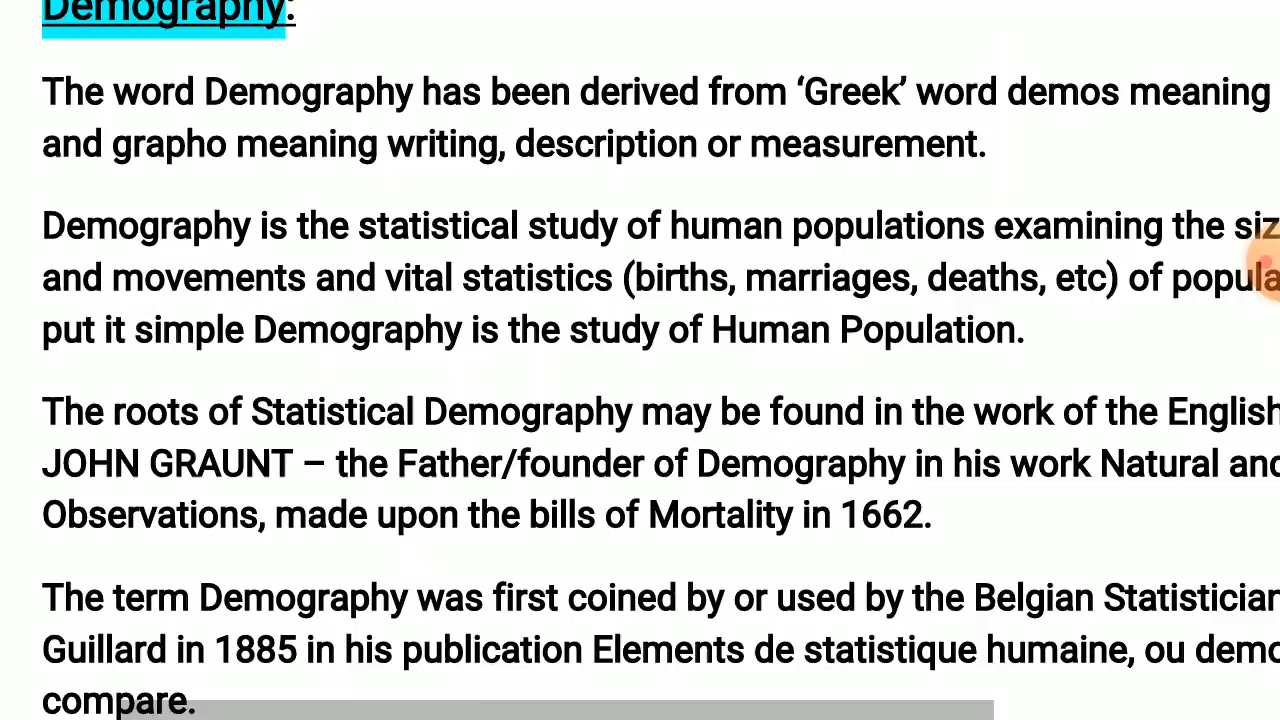 Demography:
The word Demography has been derived from ‘Greek’ word demos meaning
and grapho meaning writing, description or measurement.
Demography is the statistical study of human populations examining the siz
and movements and vital statistics (births, marriages, deaths, etc) of popula
put it simple Demography is the study of Human Population.
The roots of Statistical Demography may be found in the work of the English
JOHN GRAUNT – the Father/founder of Demography in his work Natural and
Observations, made upon the bills of Mortality in 1662.
The term Demography was first coined by or used by the Belgian Statistician
Guillard in 1885 in his publication Elements de statistique humaine, ou demo
compare.